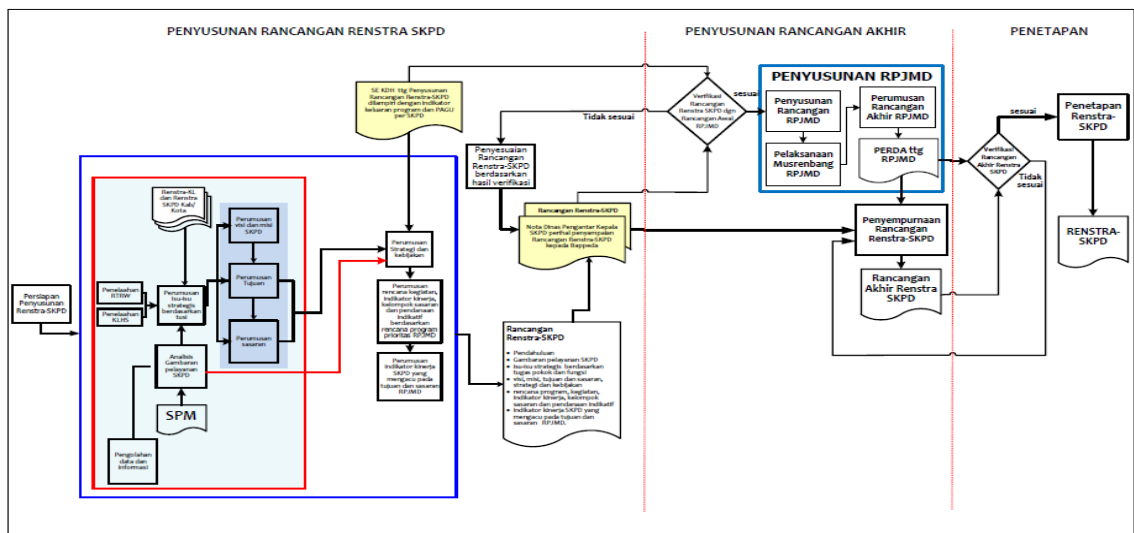 PENYUSUNAN RANCANGAN RENSTRA SKPD
PENYUSUNAN RANCANGAN AKHIR
PENETAPAN
SE KDH ttg Penyusunan
Rancangan Renstra-SKPD
dilampiri dengan indikator
keluaran program dan PAGU
per SKPD
Tidak sesuai
Penyesuaian
Rancangan
Renstra-SKPD
berdasarkan
hasil verifikasi
Verifikasi
Rancangan
Renstra SKPD dgn
Rancangan Awal
RPJMD
sesuai
PENYUSUNAN RPJMD
Penyusunan
Rancangan
RPJMD
Perumusan
Rancangan
Akhir RPJMD
Pelaksanaan
Musrenbang
RPJMD
PERDA ttg
RPJMD
sesuai
Verifikasi
Rancangan
Akhir Renstra
SKPD
Tidak
sesuai
Penetapan
Renstra-
SKPD
RENSTRA-
SKPD
Renstra-KL
dan Renstra
SKPD Kab/
Kota
Perumusan
visi dan misi
SKPD
Perumusan
Tujuan
Perumusan
sasaran
Persiapan
Penyusunan
Renstra-SKPD
Penelaahan
RTRW
Penelaahan
KLHS
Perumusan
Isu-isu
strategis
berdasarkan
tusi
Analisis
Gambaran
pelayanan
SKPD
SPM
Pengolahan
data dan
informasi
Perumusan
Strategi dan
kebijakan
Perumusan
rencana kegiatan,
indikator kinerja,
kelompok sasaran
dan pendanaan
indikatif
berdasarkan
rencana program
prioritas RPJMD
Perumusan
indikator kinerja
SKPD yang
mengacu pada
tujuan dan sasaran
RPJMD
Rancangan Renstra-SKPD
Nota Dinas Pengantar Kepala
SKPD perihal penyampaian
Rancangan Renstra-SKPD
kepada Bappeda
Rancangan
Renstra-SKPD
• Pendahuluan
• Gambaran pelayanan SKPD
• Isu-isu strategis berdasarkan
tugas pokok dan fungsi
• visi, misi, tujuan dan sasaran,
strategi dan kebijakan
• rencana program, kegiatan,
indikator kinerja, kelompok
sasaran dan pendanaan indikatif
• indikator kinerja SKPD yang
mengacu pada tujuan dan
sasaran RPJMD.
Penyempurnaan
Rancangan
Renstra-SKPD
Rancangan
Akhir Renstra
SKPD